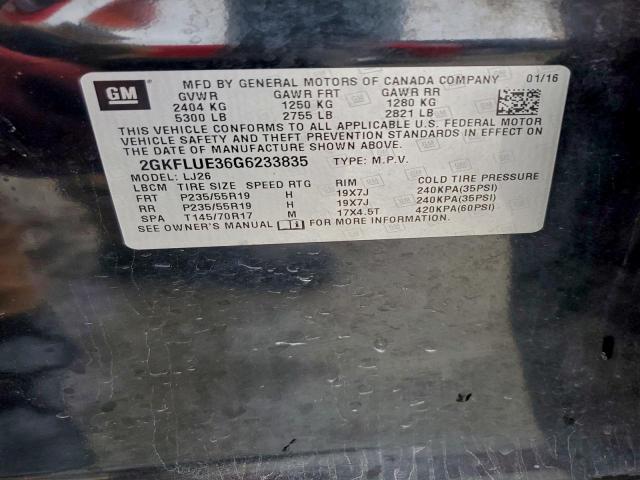 GM
MFD BY GENERAL MOTORS OF CANADA COMPANY 01/16
GVWR GAWR FRT GAWR RR
2404 KG 1250 KG 1280 KG
5300 LB 2755 LB 2821 LB
THIS VEHICLE CONFORMS TO ALL APPLICABLE U.S. FEDERAL MOTOR
VEHICLE SAFETY AND THEFT PREVENTION STANDARDS IN EFFECT
ON THE DATE OF MANUFACTURE SHOWN ABOVE.
2GKFLUE36G6233835 TYPE: M.P.V.
MODEL: LJ26
LBCM TIRE SIZE SPEED RTG RIM COLD TIRE PRESSURE
FRT P235/55R19 H 19X7J 240KPA(35PSI)
RR P235/55R19 H 19X7J 240KPA(35PSI)
SPA T145/70R17 M 17X4.5T 420KPA(60PSI)
SEE OWNER'S MANUAL FOR MORE INFORMATION.